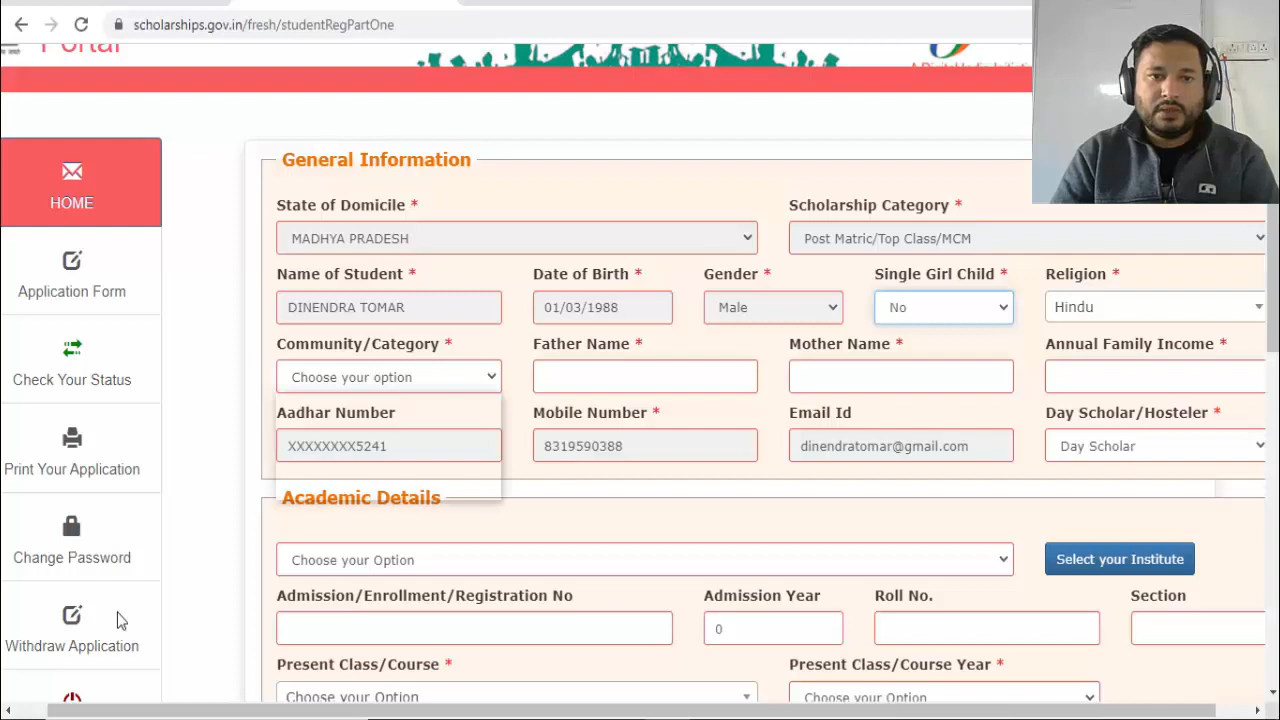 scholarships.gov.in/fresh/studentRegPartOne
Portal
HOME
Application Form
Check Your Status
Print Your Application
Change Password
Withdraw Application
General Information
State of Domicile * Scholarship Category *
MADHYA PRADESH Post Matric/Top Class/MCM
Name of Student * Date of Birth * Gender * Single Girl Child * Religion *
DINENDRA TOMAR 01/03/1988 Male No Hindu
Community/Category * Father Name * Mother Name * Annual Family Income *
Choose your option
Aadhar Number Mobile Number * Email Id Day Scholar/Hosteler *
XXXXXXXX5241 8319590388 dinendratomar@gmail.com Day Scholar
Academic Details
Choose your Option Select your Institute
Admission/Enrollment/Registration No Admission Year Roll No. Section
0
Present Class/Course * Present Class/Course Year *
Choose your Option Choose your Option